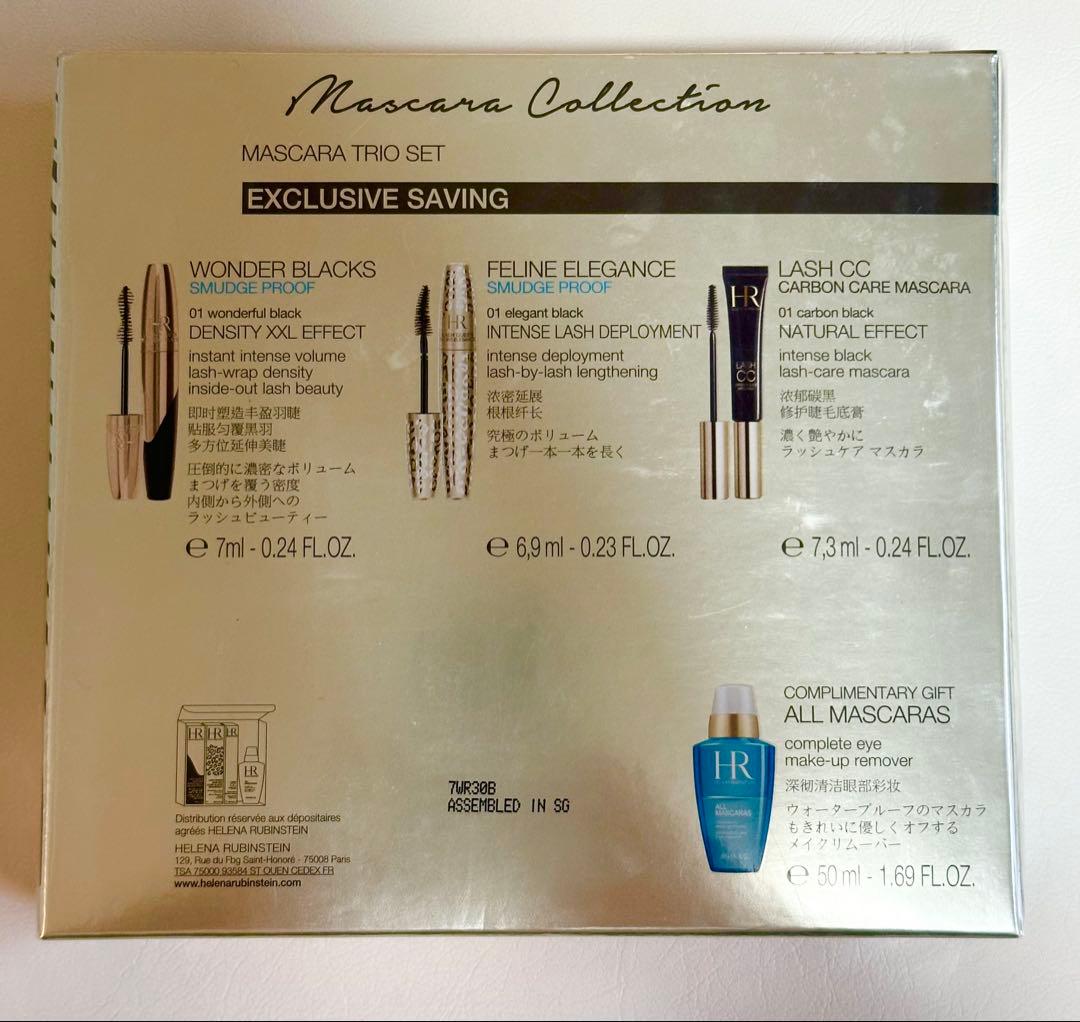 Mascara Collection
MASCARA TRIO SET
EXCLUSIVE SAVING
WONDER BLACKS
SMUDGE PROOF
01 wonderful black
DENSITY XXL EFFECT
instant intense volume
lash-wrap density
inside-out lash beauty
即时塑造丰盈羽睫
贴服匀覆黑羽
多方位延伸美睫
圧倒的に濃密なボリューム
まつげを覆う密度
内側から外側への
ラッシュビューティー
e 7ml - 0.24 FL.OZ.
FELINE ELEGANCE
SMUDGE PROOF
01 elegant black
INTENSE LASH DEPLOYMENT
intense deployment
lash-by-lash lengthening
浓密延展
根根纤长
究極のボリューム
まつげ一本一本を長く
e 6,9 ml - 0.23 FL.OZ.
HR
LASH
CC
LASH CC
CARBON CARE MASCARA
01 carbon black
NATURAL EFFECT
intense black
lash-care mascara
浓郁碳黑
修护睫毛底膏
濃く艶やかに
ラッシュケア マスカラ
e 7,3 ml - 0.24 FL.OZ.
HR
HR
HR
HR
HR
Distribution réservée aux dépositaires
agréés HELENA RUBINSTEIN
HELENA RUBINSTEIN
129, Rue du Fbg Saint-Honoré - 75008 Paris
TSA 75000 93584 ST OUEN CEDEX FR
www.helenarubinstein.com
7WR30B
ASSEMBLED IN SG
HR
ALL
MASCARAS
COMPLIMENTARY GIFT
ALL MASCARAS
complete eye
make-up remover
深彻清洁眼部彩妆
ウォータープルーフのマスカラ
もきれいに優しくオフする
メイクリムーバー
e 50 ml - 1.69 FL.OZ.